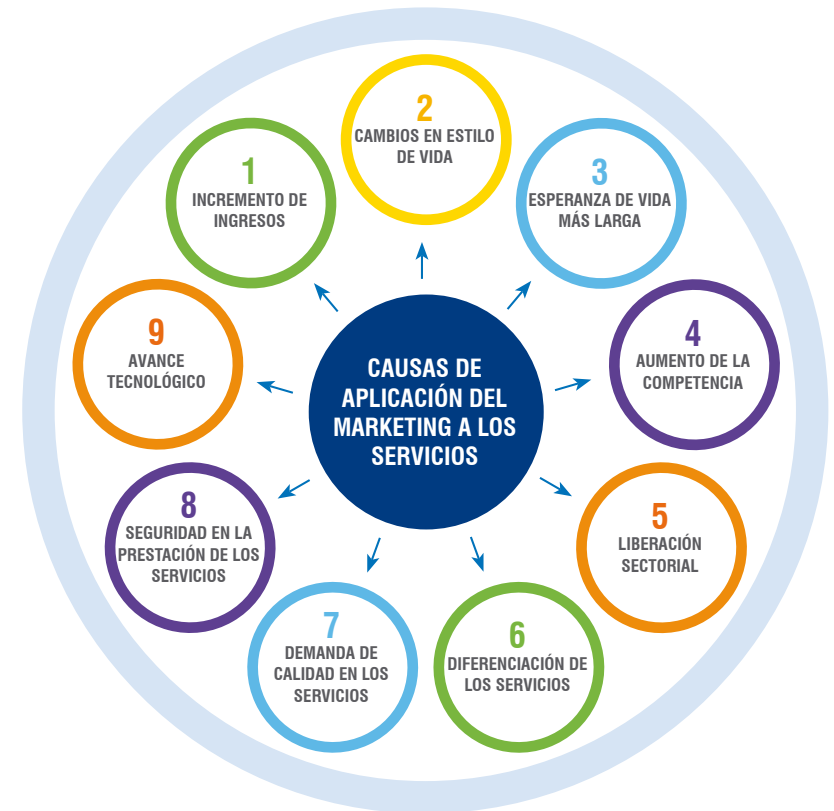 1
INCREMENTO DE
INGRESOS
2
CAMBIOS EN ESTILO
DE VIDA
3
ESPERANZA DE VIDA
MÁS LARGA
4
AUMENTO DE LA
COMPETENCIA
5
LIBERACIÓN
SECTORIAL
6
DIFERENCIACIÓN DE
LOS SERVICIOS
7
DEMANDA DE
CALIDAD EN LOS
SERVICIOS
8
SEGURIDAD EN LA
PRESTACIÓN DE LOS
SERVICIOS
9
AVANCE
TECNOLÓGICO
CAUSAS DE
APLICACIÓN DEL
MARKETING A LOS
SERVICIOS